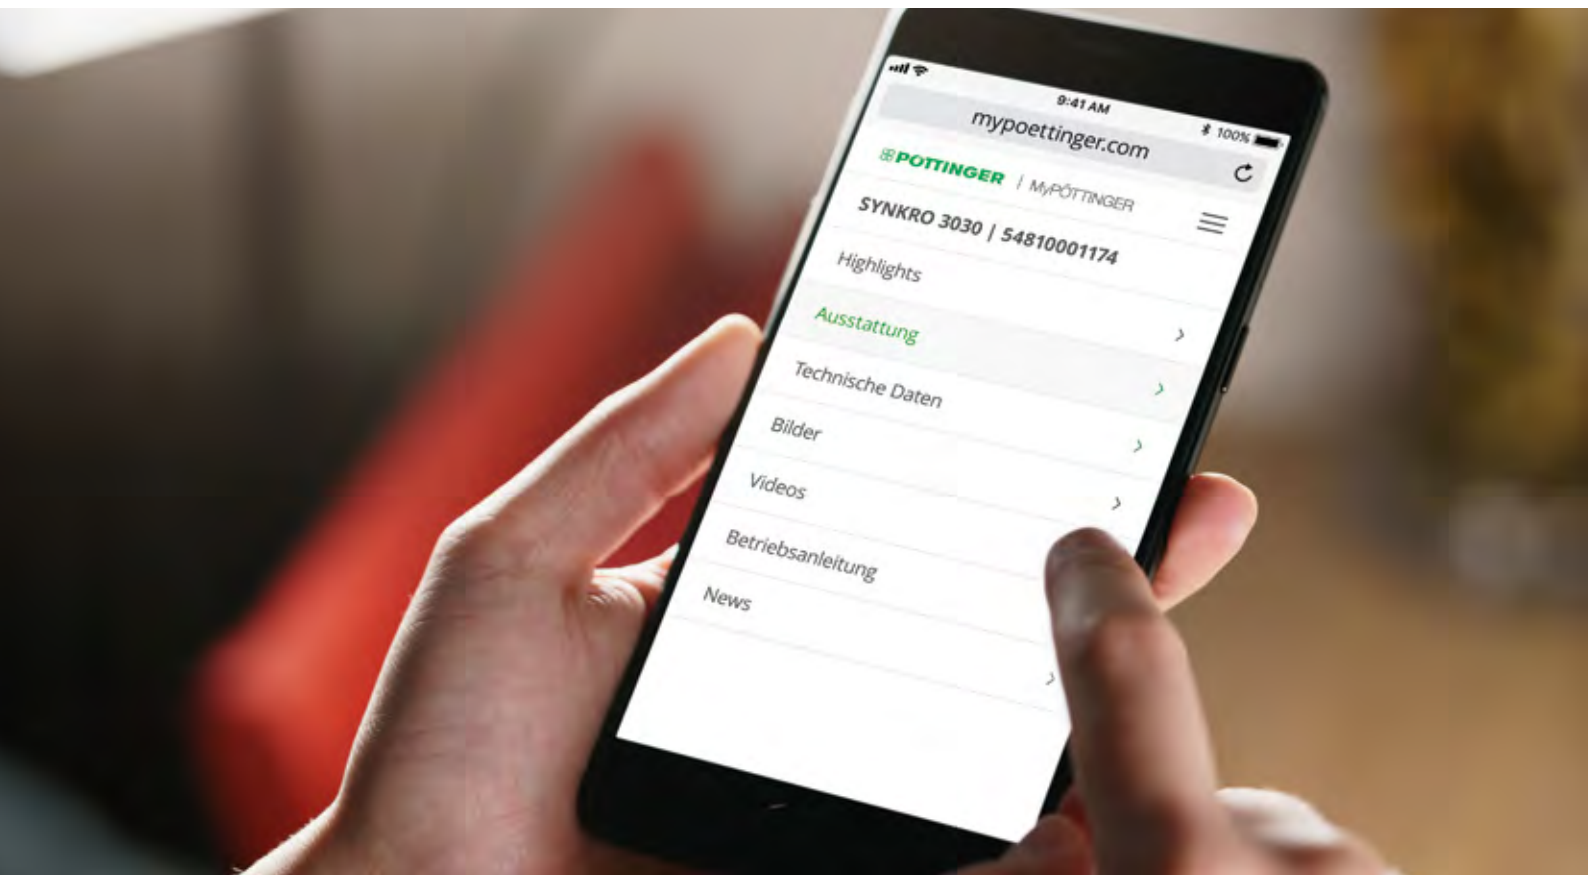 9:41 AM
100%
mypoettinger.com
PÖTTINGER | MyPÖTTINGER
SYNKRO 3030 | 54810001174
Highlights
Ausstattung
Technische Daten
Bilder
Videos
Betriebsanleitung
News